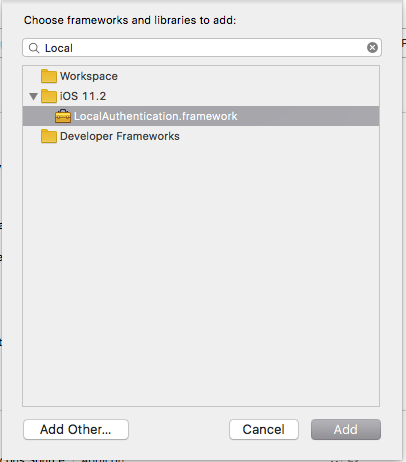 Choose frameworks and libraries to add:
Local
Workspace
iOS 11.2
LocalAuthentication.framework
Developer Frameworks
Add Other...
Cancel
Add